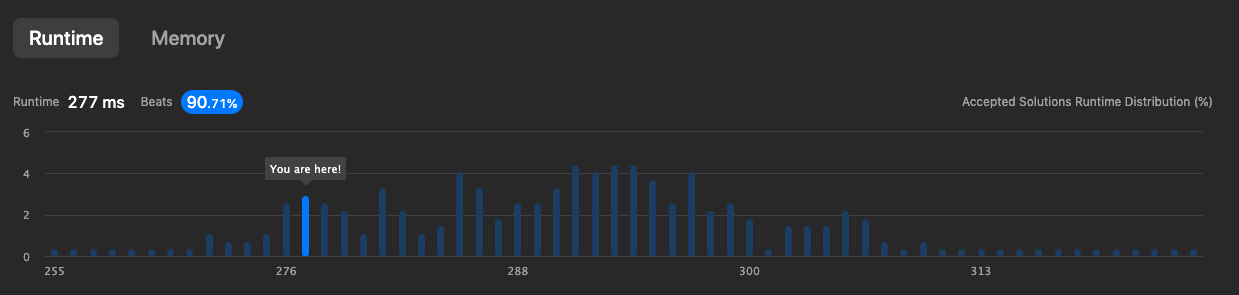 Runtime Memory
Runtime 277 ms Beats 90.71% Accepted Solutions Runtime Distribution (%)
6
You are here!
4
2
0
255 276 288 300 313